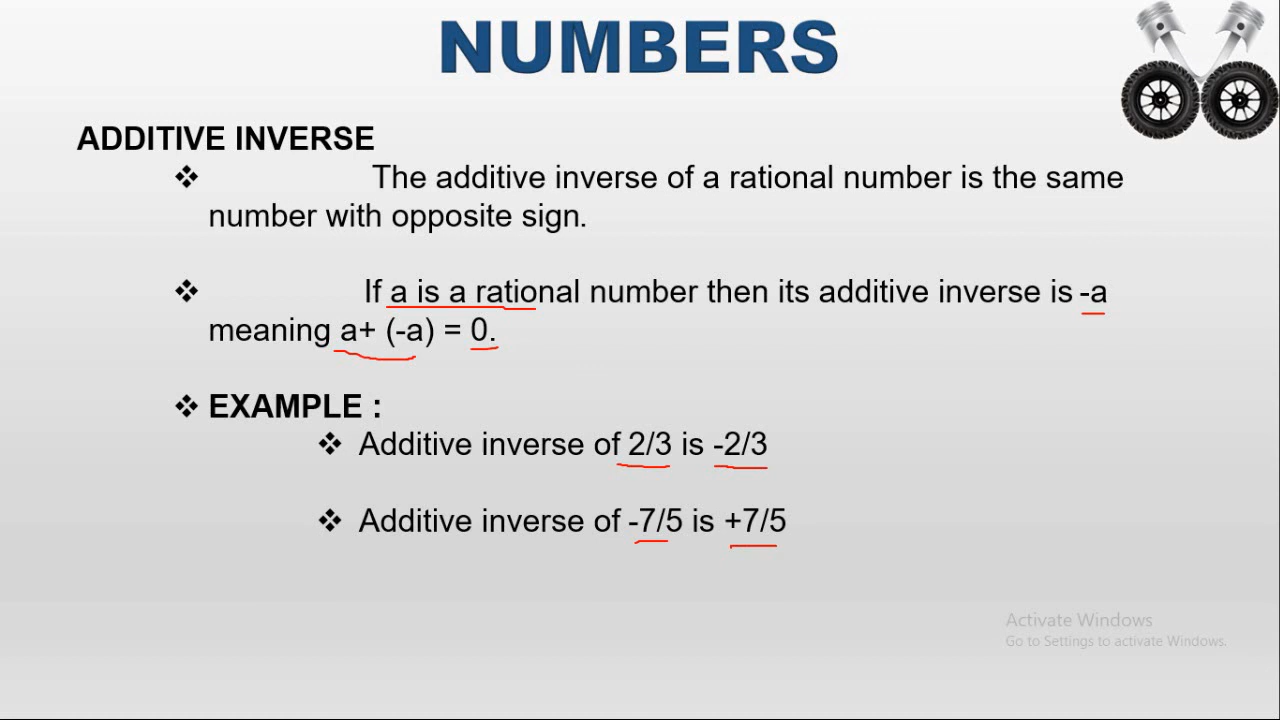 NUMBERS
ADDITIVE INVERSE
❖ The additive inverse of a rational number is the same
number with opposite sign.
❖ If a is a rational number then its additive inverse is -a
meaning a+ (-a) = 0.
❖ EXAMPLE :
❖ Additive inverse of 2/3 is -2/3
❖ Additive inverse of -7/5 is +7/5
Activate Windows
Go to Settings to activate Windows.